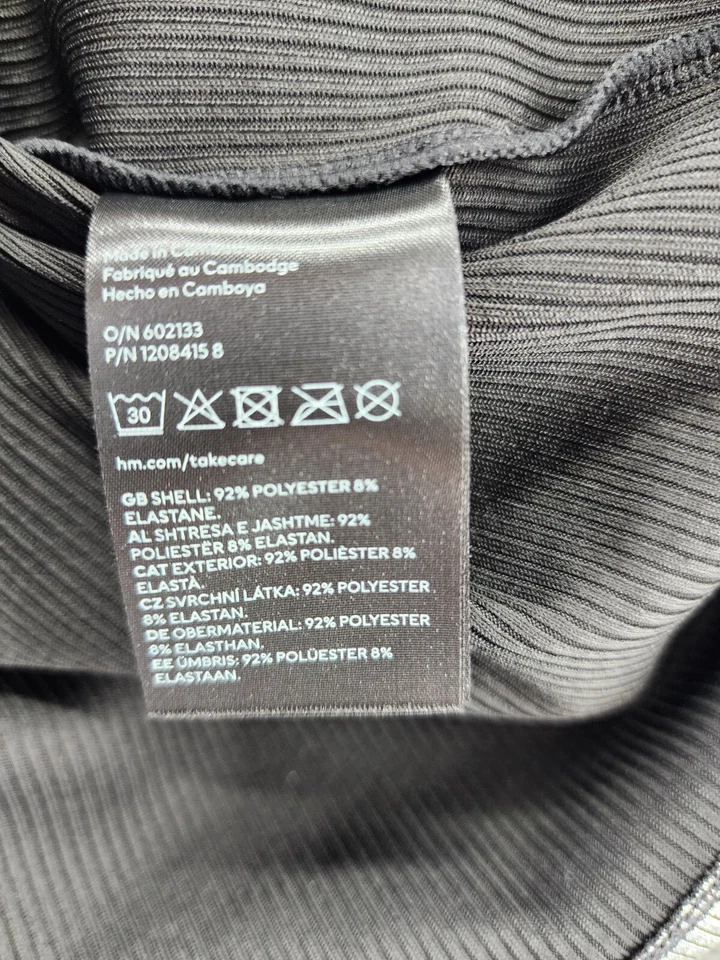 Made in
Fabriqué au Cambodge
Hecho en Camboya
O/N 602133
P/N 1208415 8
30
hm.com/takecare
GB SHELL: 92% POLYESTER 8%
ELASTANE.
AL SHTRESA E JASHTME: 92%
POLIESTËR 8% ELASTAN.
CAT EXTERIOR: 92% POLIÈSTER 8%
ELASTÀ.
CZ SVRCHNÍ LÁTKA: 92% POLYESTER
8% ELASTAN.
DE OBERMATERIAL: 92% POLYESTER
8% ELASTHAN.
EE ÜMBRIS: 92% POLÜESTER 8%
ELASTAAN.